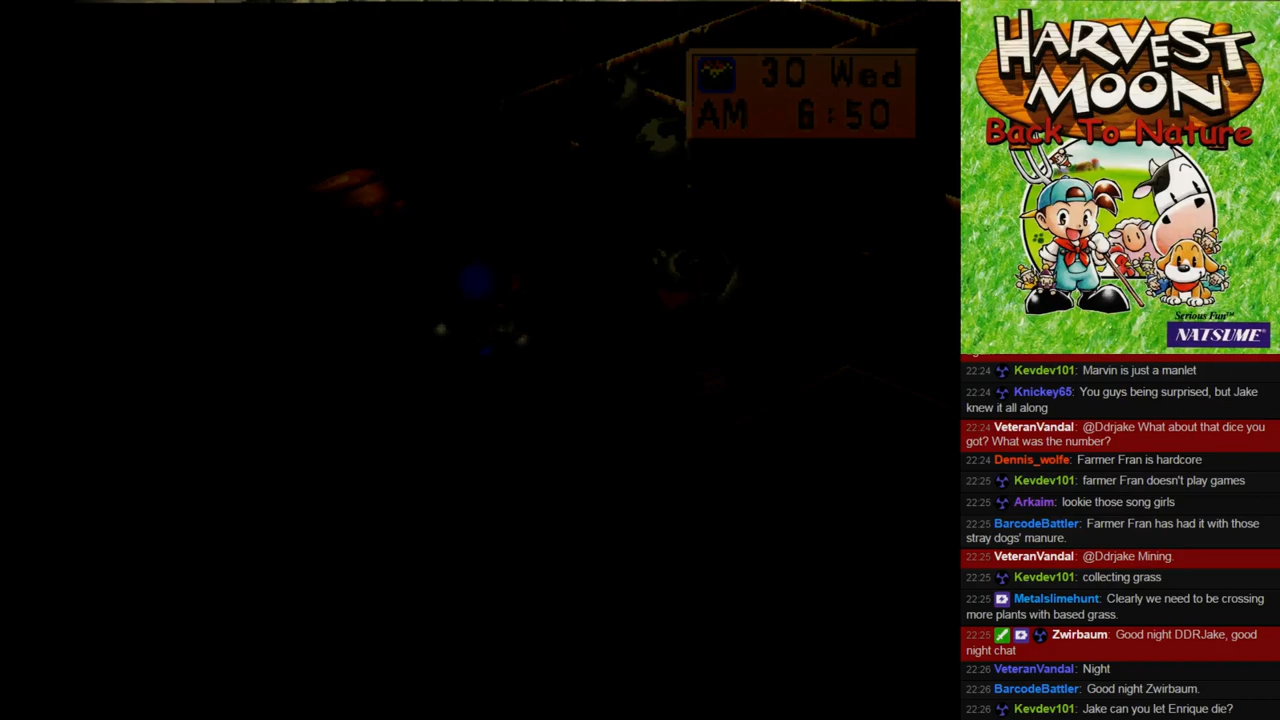 30 Wed
AM 6:50
HARVEST
MOON
Back To Nature
Serious Fun™
NATSUME®
22:24 Kevdev101: Marvin is just a manlet
22:24 Knickey65: You guys being surprised, but Jake
knew it all along
VeteranVandal: @Ddrjake What about that dice you
got? What was the number?
22:24 Dennis_wolfe: Farmer Fran is hardcore
22:25 Kevdev101: farmer Fran doesn't play games
22:25 Arkaim: lookie those song girls
22:25 BarcodeBattler: Farmer Fran has had it with those
stray dogs' manure.
22:25 VeteranVandal: @Ddrjake Mining.
22:25 Kevdev101: collecting grass
22:25 Metalslimehunt: Clearly we need to be crossing
more plants with based grass.
22:25 Zwirbaum: Good night DDRJake, good
night chat
22:26 VeteranVandal: Night
22:26 BarcodeBattler: Good night Zwirbaum.
22:26 Kevdev101: Jake can you let Enrique die?